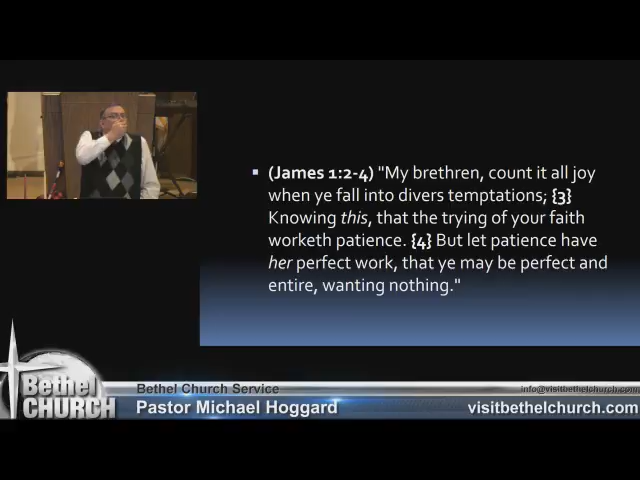 (James 1:2-4) "My brethren, count it all joy
when ye fall into divers temptations; {3}
Knowing this, that the trying of your faith
worketh patience. {4} But let patience have
her perfect work, that ye may be perfect and
entire, wanting nothing."
Bethel
CHURCH
Bethel Church Service
info@visitbethelchurch.com
Pastor Michael Hoggard
visitbethelchurch.com